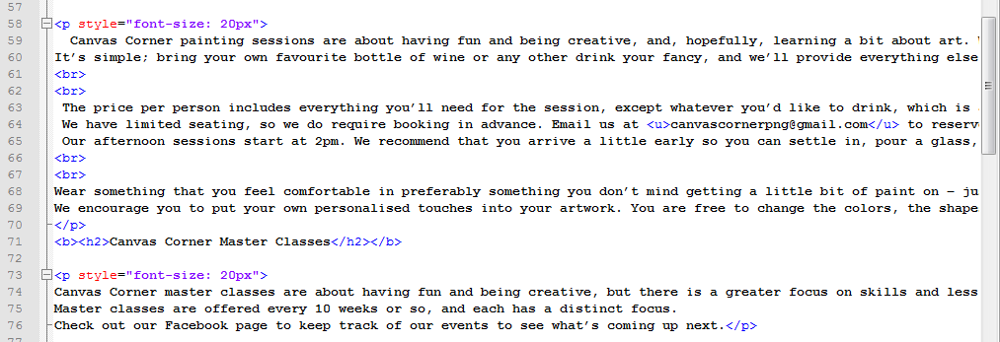 57
58 <p style="font-size: 20px">
59 Canvas Corner painting sessions are about having fun and being creative, and, hopefully, learning a bit about art.
60 It’s simple; bring your own favourite bottle of wine or any other drink your fancy, and we’ll provide everything else
61 <br>
62 <br>
63 The price per person includes everything you’ll need for the session, except whatever you’d like to drink, which is
64 We have limited seating, so we do require booking in advance. Email us at <u>canvascornerpng@gmail.com</u> to reserv
65 Our afternoon sessions start at 2pm. We recommend that you arrive a little early so you can settle in, pour a glass,
66 <br>
67 <br>
68 Wear something that you feel comfortable in preferably something you don’t mind getting a little bit of paint on – ju
69 We encourage you to put your own personalised touches into your artwork. You are free to change the colors, the shape
70 </p>
71 <b><h2>Canvas Corner Master Classes</h2></b>
72
73 <p style="font-size: 20px">
74 Canvas Corner master classes are about having fun and being creative, but there is a greater focus on skills and less
75 Master classes are offered every 10 weeks or so, and each has a distinct focus.
76 Check out our Facebook page to keep track of our events to see what’s coming up next.</p>